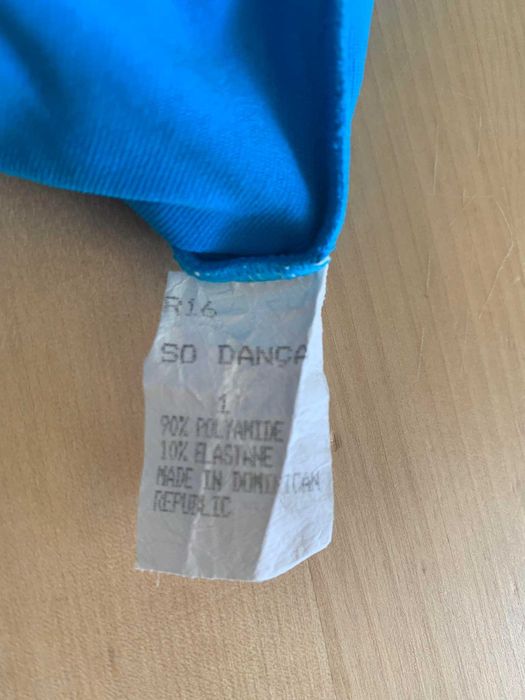 R16
SO DANÇA
1
90% POLYAMIDE
10% ELASTANE
MADE IN DOMINICAN
REPUBLIC